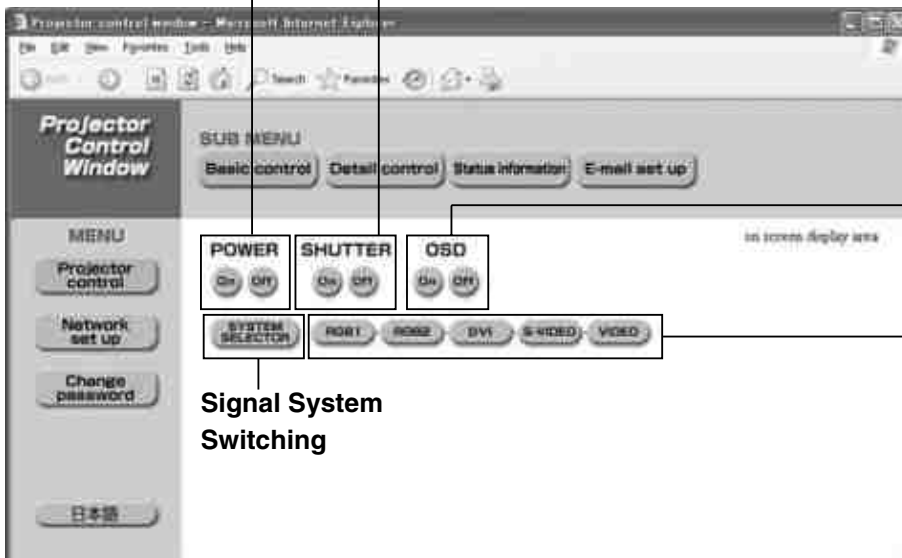 Projector control window - Microsoft Internet Explorer
File Edit View Favorites Tools Help
Search Favorites
Projector
Control
Window
SUB MENU
Basic control Detail control Status information E-mail set up
MENU
Projector
control
Network
set up
Change
password
日本語
on screen display area
POWER SHUTTER OSD
On Off On Off On Off
SYSTEM
SELECTOR
RGB1 RGB2 DVI S-VIDEO VIDEO
Signal System
Switching